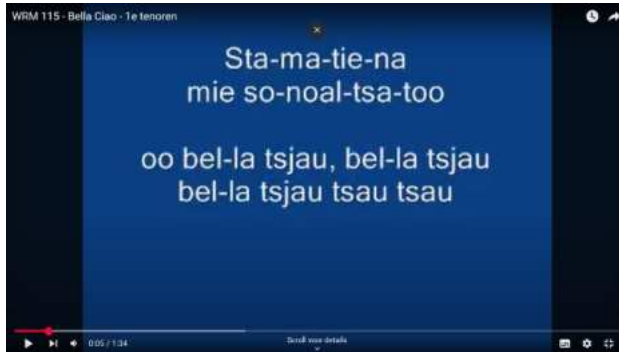 WRM 115 - Bella Ciao - 1e tenoren
Sta-ma-tie-na
mie so-noal-tsa-too
oo bel-la tsjau, bel-la tsjau
bel-la tsjau tsau tsau
0:05 / 1:34
Scroll voor details